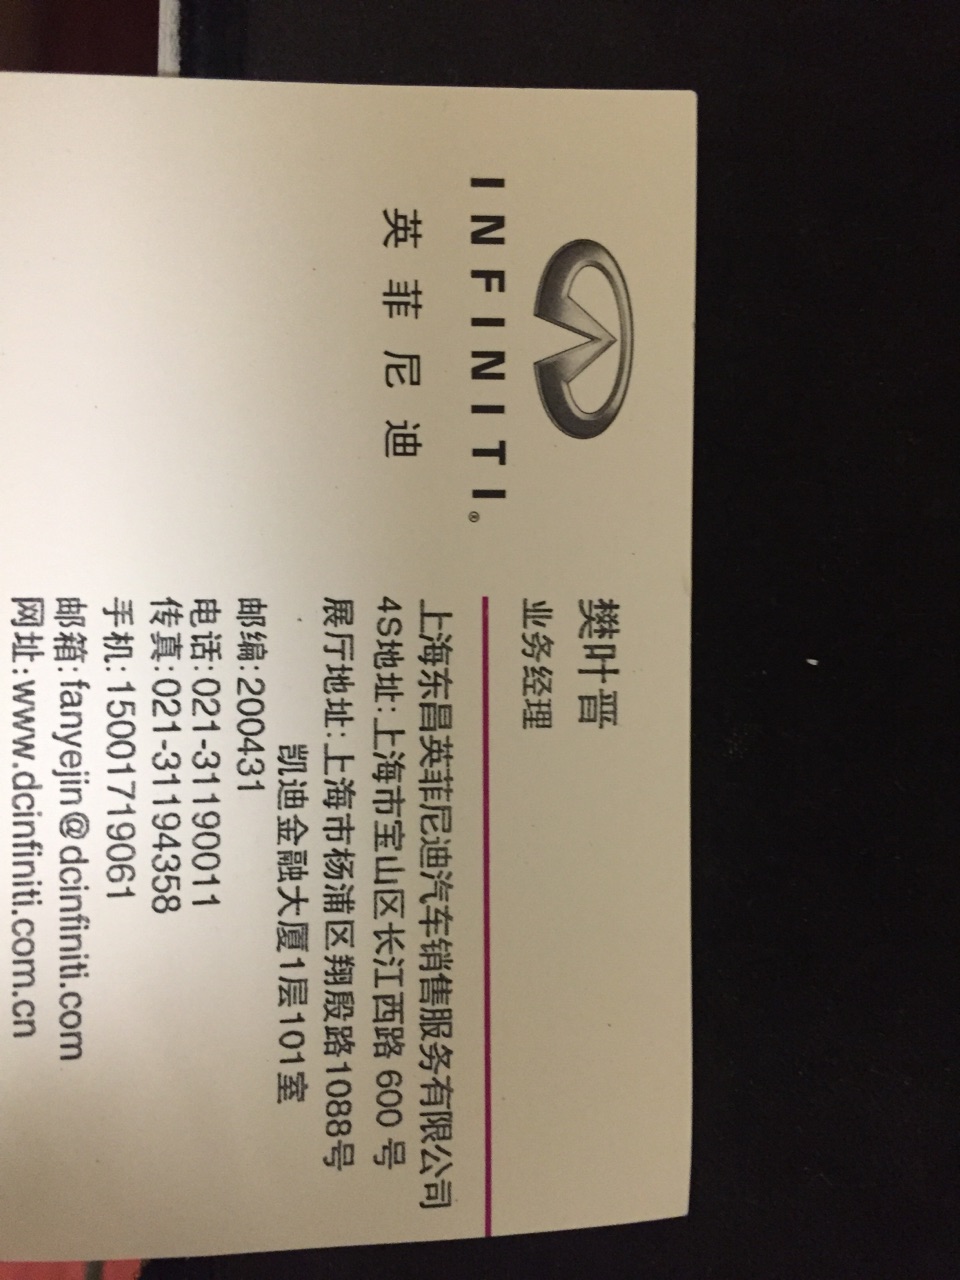 INFINITI®
英菲尼迪
樊叶晋
业务经理
上海东昌英菲尼迪汽车销售服务有限公司
4S地址:上海市宝山区长江西路 600 号
展厅地址:上海市杨浦区翔殷路1088号
凯迪金融大厦1层101室
邮编:200431
电话:021-31190011
传真:021-31194358
手机:15001719061
邮箱:fanyejin@dcinfiniti.com
网址:www.dcinfiniti.com.cn